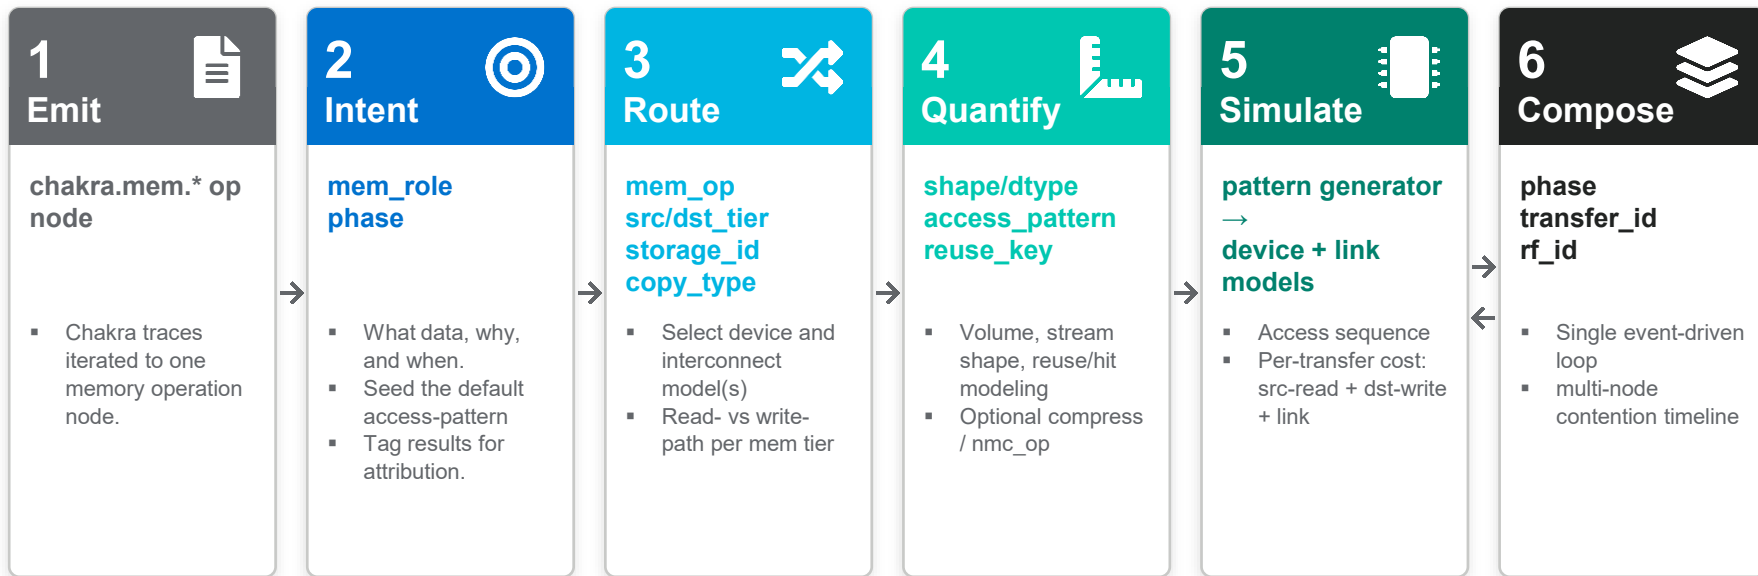 1
Emit
chakra.mem.* op
node
▪ Chakra traces
iterated to one
memory operation
node.
2
Intent
mem_role
phase
▪ What data, why,
and when.
▪ Seed the default
access-pattern
▪ Tag results for
attribution.
3
Route
mem_op
src/dst_tier
storage_id
copy_type
▪ Select device and
interconnect
model(s)
▪ Read- vs write-
path per mem tier
4
Quantify
shape/dtype
access_pattern
reuse_key
▪ Volume, stream
shape, reuse/hit
modeling
▪ Optional compress
/ nmc_op
5
Simulate
pattern generator
→
device + link
models
▪ Access sequence
▪ Per-transfer cost:
src-read + dst-write
+ link
6
Compose
phase
transfer_id
rf_id
▪ Single event-driven
loop
▪ multi-node
contention timeline